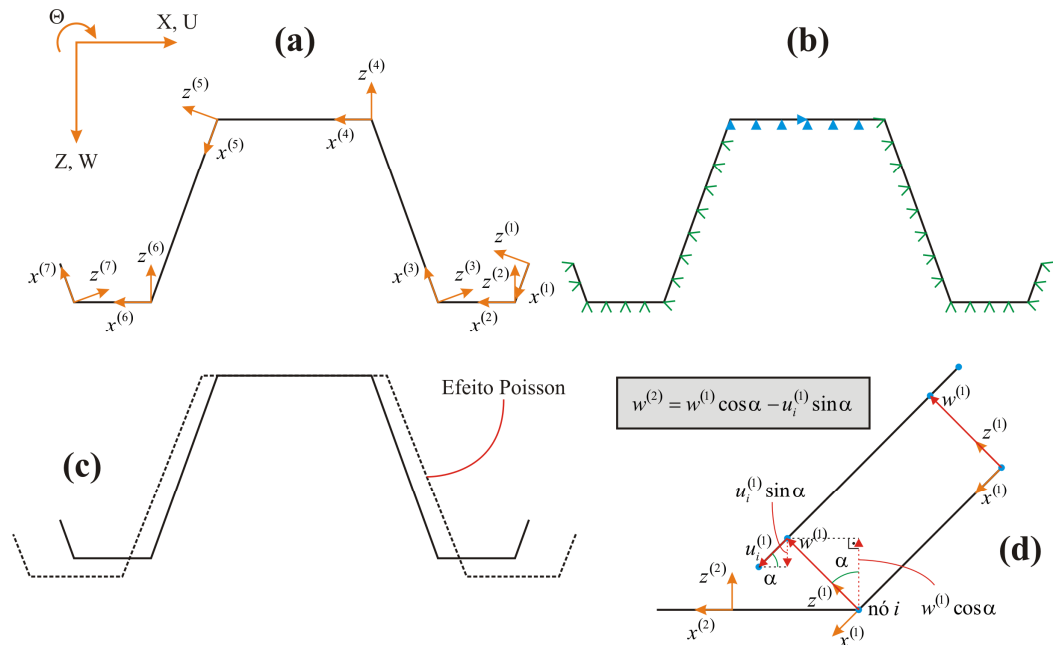 Θ
X, U
Z, W
(a)
z(4)
x(4)
z(5)
x(5)
x(7)
z(7)
z(6)
x(6)
x(3)
z(3)
z(2)
z(1)
x(1)
x(2)
(b)
(c)
Efeito Poisson
w(2) = w(1) cos α − ui(1) sin α
w(1)
z(1)
x(1)
ui(1) sin α
ui(1)
w(1)
α
α
z(2)
x(2)
z(1)
nó i
x(1)
w(1) cos α
(d)